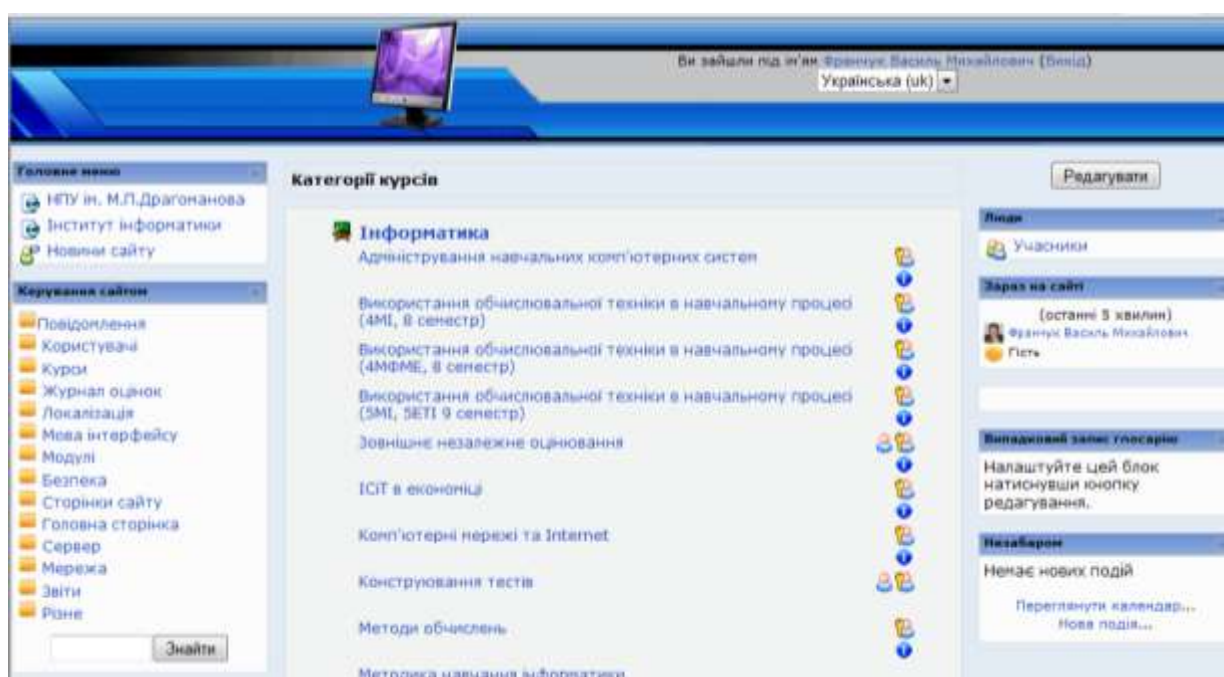 Ви зайшли під ім'ям Франчук Василь Михайлович (Вихід)
Українська (uk)
Головне меню
НПУ ім. М.П.Драгоманова
Інститут інформатики
Новини сайту
Керування сайтом
Повідомлення
Користувачі
Курси
Журнал оцінок
Локалізація
Мова інтерфейсу
Модулі
Безпека
Сторінки сайту
Головна сторінка
Сервер
Мережа
Звіти
Різне
Знайти
Категорії курсів
Інформатика
Адміністрування навчальних комп'ютерних систем
Використання обчислювальної техніки в навчальному процесі
(4МІ, 8 семестр)
Використання обчислювальної техніки в навчальному процесі
(4МФМЕ, 8 семестр)
Використання обчислювальної техніки в навчальному процесі
(5МІ, 5ЕТІ 9 семестр)
Зовнішнє незалежне оцінювання
ІСіТ в економіці
Комп'ютерні мережі та Internet
Конструювання тестів
Методи обчислень
Методика навчання інформатики
Редагувати
Люди
Учасники
Зараз на сайті
(останні 5 хвилин)
Франчук Василь Михайлович
Гість
Випадковий запис глосарію
Налаштуйте цей блок
натиснувши кнопку
редагування.
Незабаром
Немає нових подій
Переглянути календар...
Нова подія...